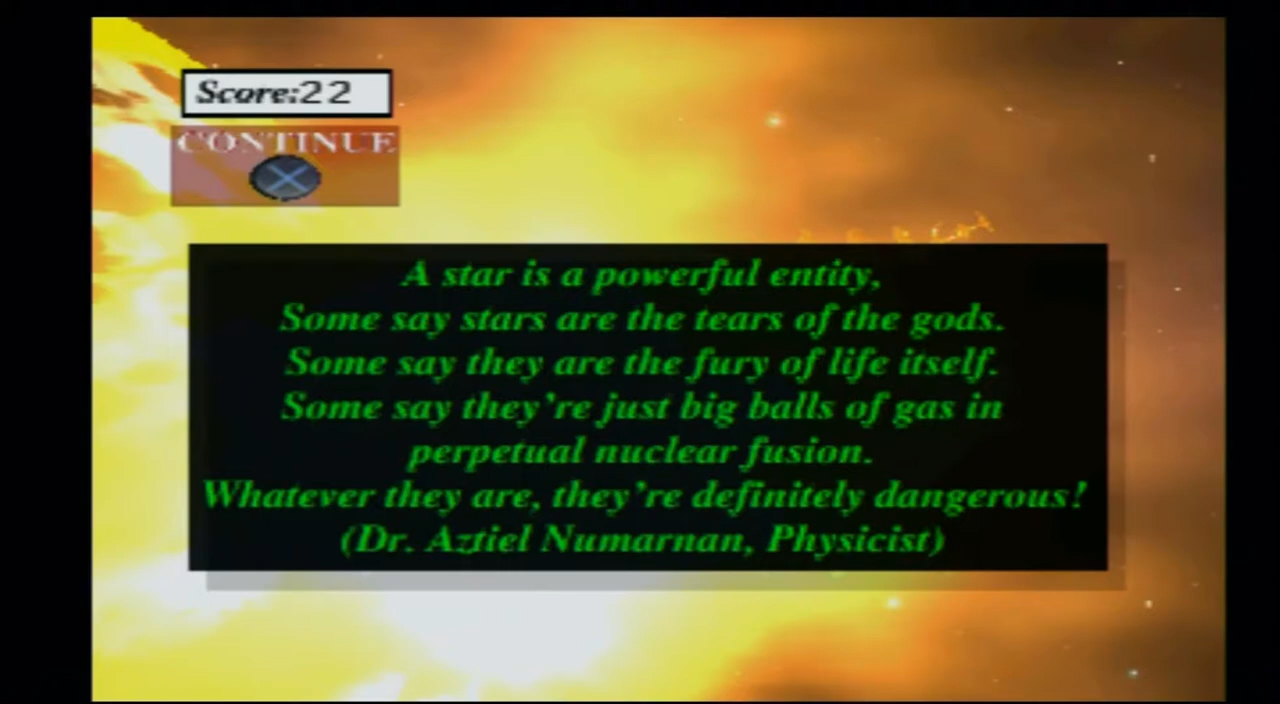 Score:22
CONTINUE
A star is a powerful entity,
Some say stars are the tears of the gods.
Some say they are the fury of life itself.
Some say they're just big balls of gas in
perpetual nuclear fusion.
Whatever they are, they're definitely dangerous!
(Dr. Aztiel Numarnan, Physicist)